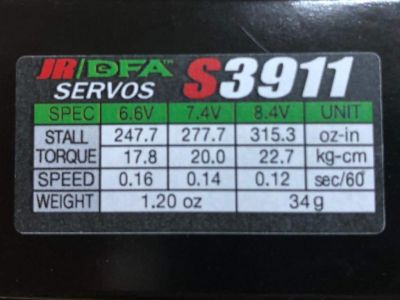 JR/DFA™ S3911
SERVOS
SPEC 6.6V 7.4V 8.4V UNIT
STALL 247.7 277.7 315.3 oz-in
TORQUE 17.8 20.0 22.7 kg-cm
SPEED 0.16 0.14 0.12 sec/60°
WEIGHT 1.20 oz 34g